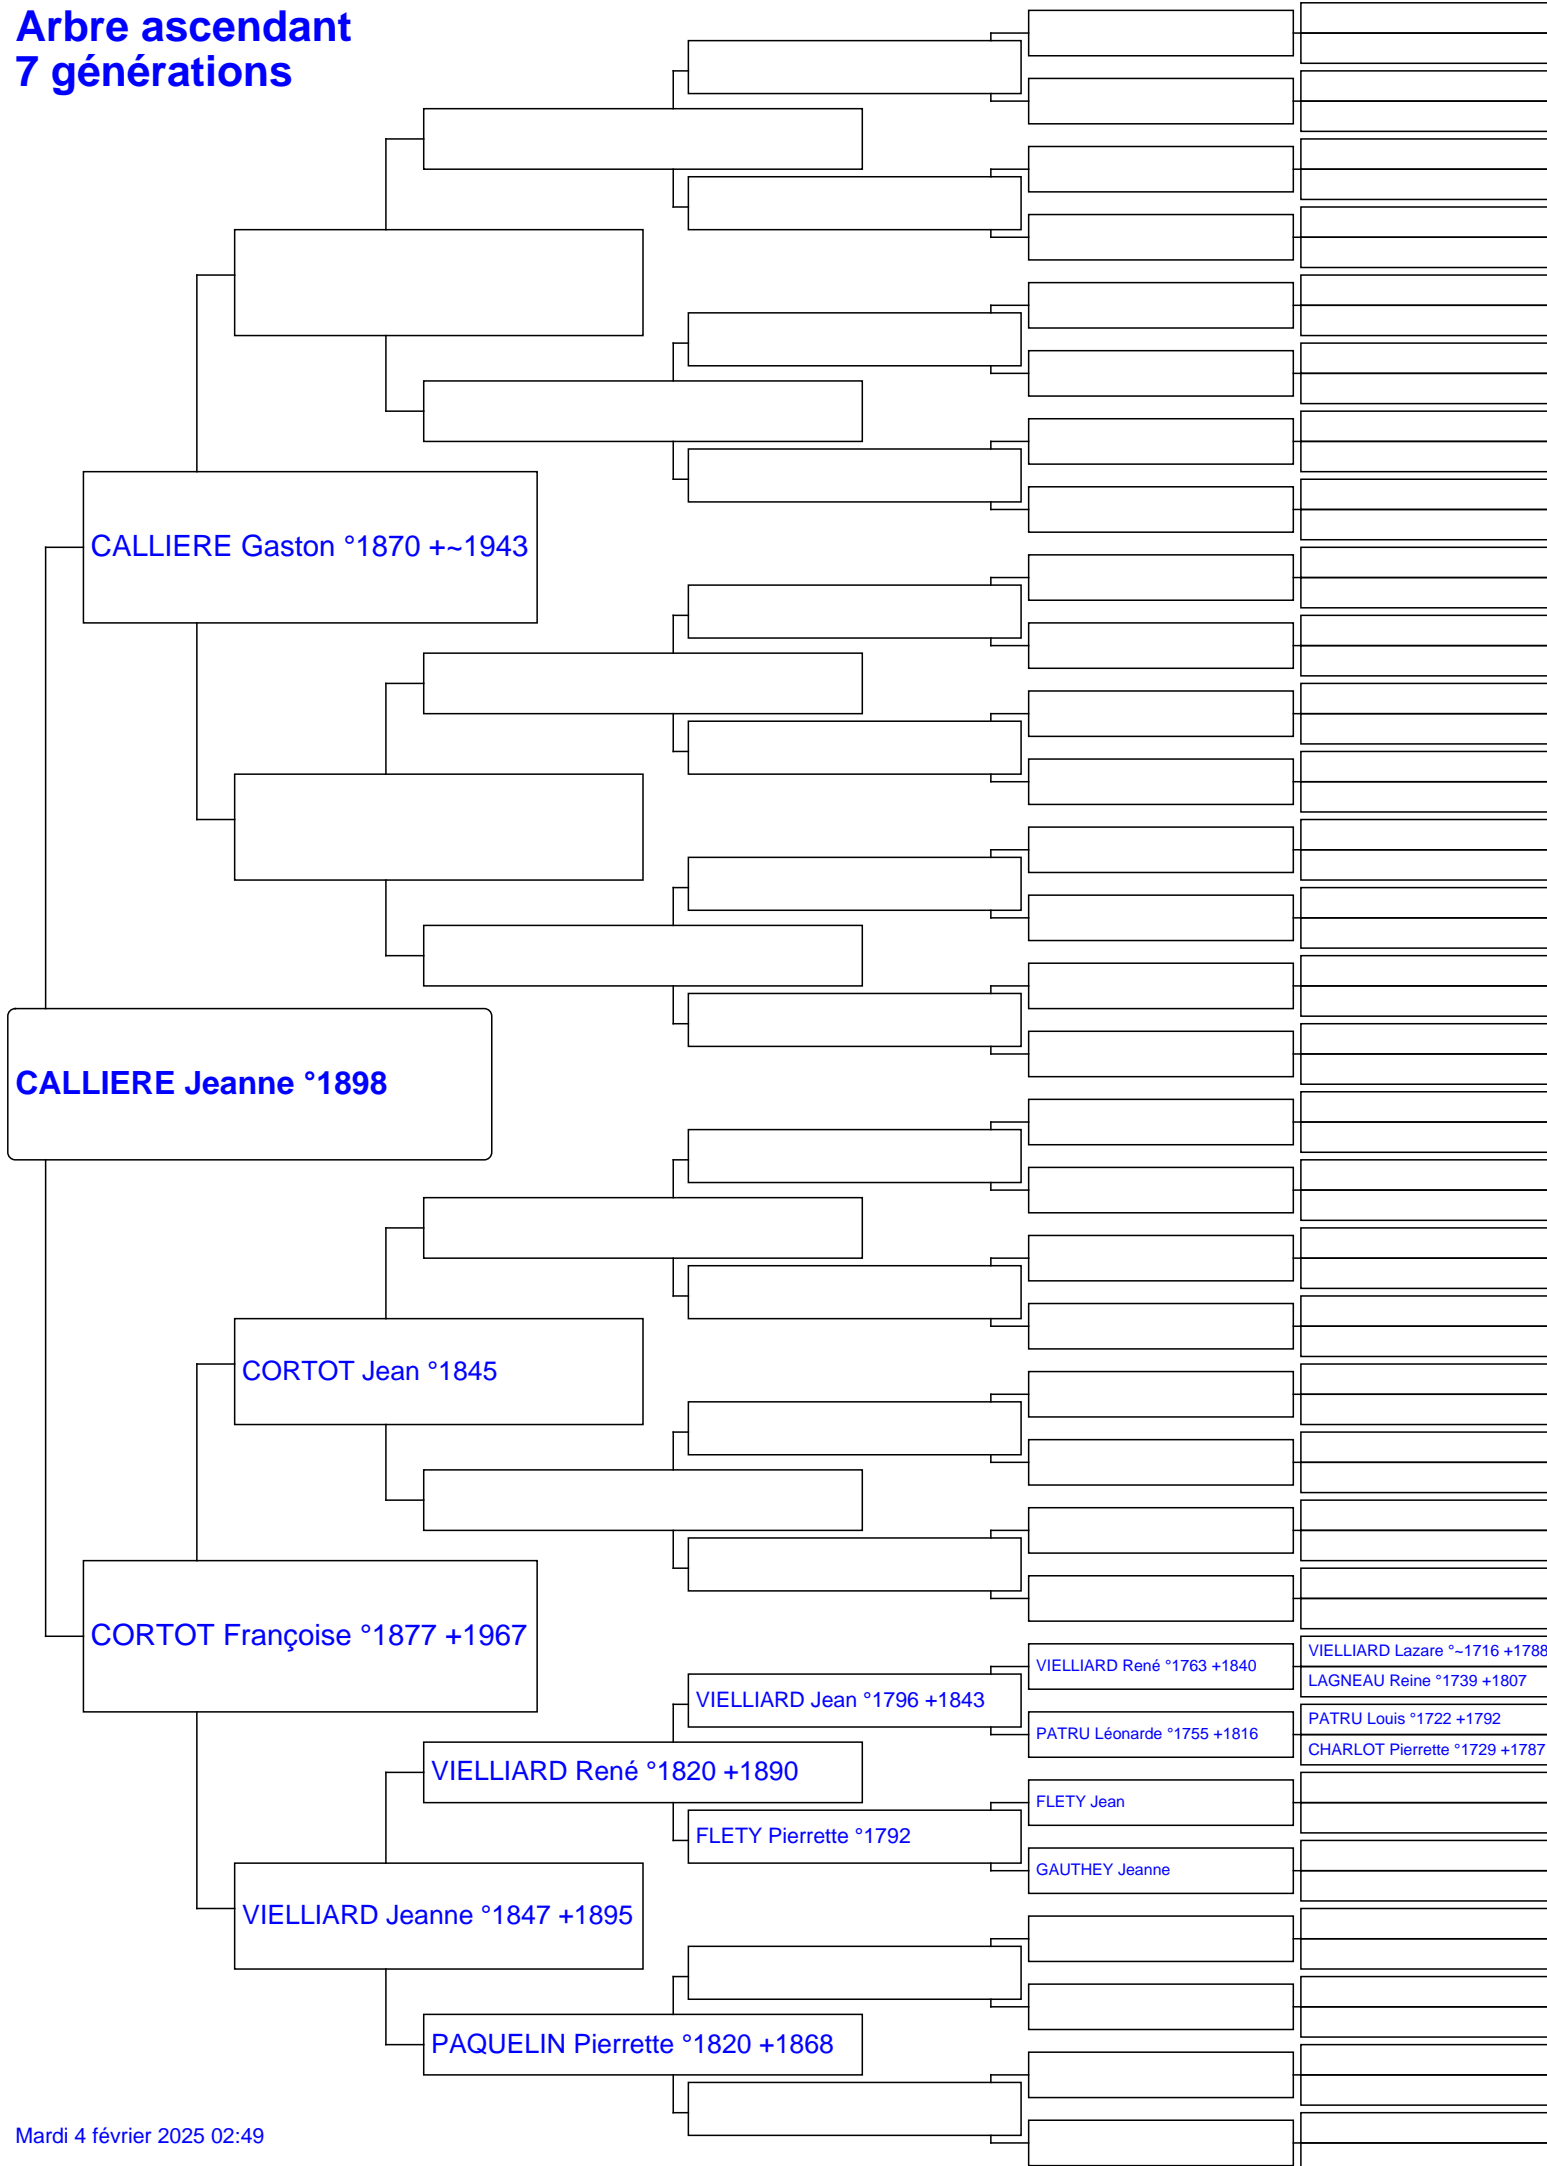 Arbre ascendant
7 générations
CALLIERE Gaston °1870 +~1943
CALLIERE Jeanne °1898
CORTOT Jean °1845
CORTOT Françoise °1877 +1967
VIELLIARD René °1763 +1840
VIELLIARD Lazare °~1716 +1788
LAGNEAU Reine °1739 +1807
VIELLIARD Jean °1796 +1843
PATRU Léonarde °1755 +1816
PATRU Louis °1722 +1792
CHARLOT Pierrette °1729 +1787
VIELLIARD René °1820 +1890
FLETY Jean
FLETY Pierrette °1792
GAUTHEY Jeanne
VIELLIARD Jeanne °1847 +1895
PAQUELIN Pierrette °1820 +1868
Mardi 4 février 2025 02:49